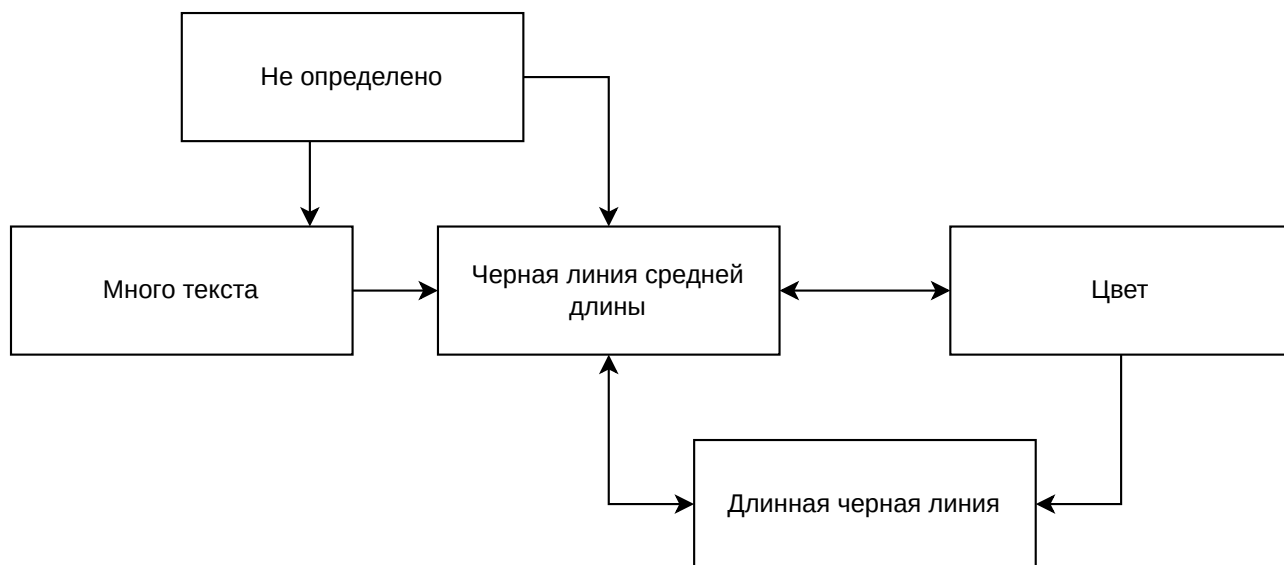 Не определено
Много текста
Черная линия средней
длины
Цвет
Длинная черная линия